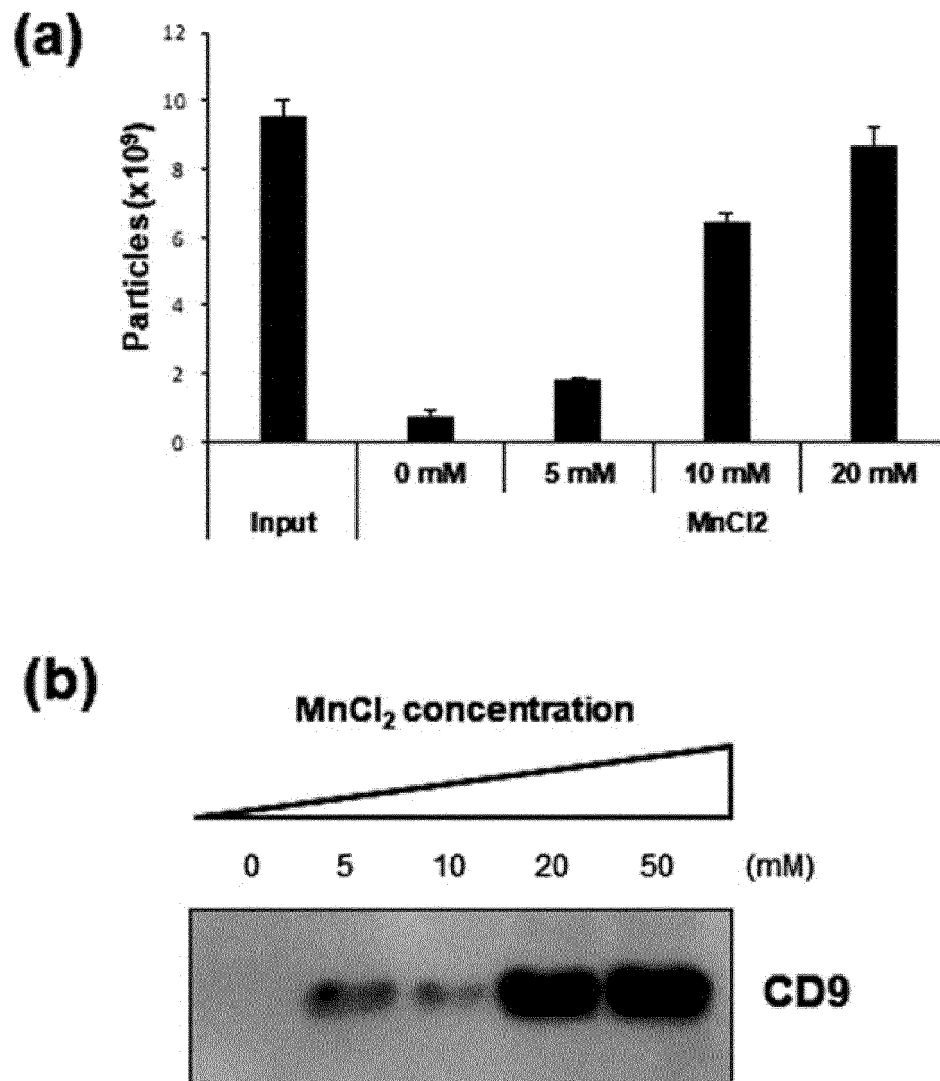 (a)
12
10
8
6
4
2
0
Particles (x10⁹)
0 mM 5 mM 10 mM 20 mM
Input MnCl2
(b)
MnCl₂ concentration
0 5 10 20 50 (mM)
CD9